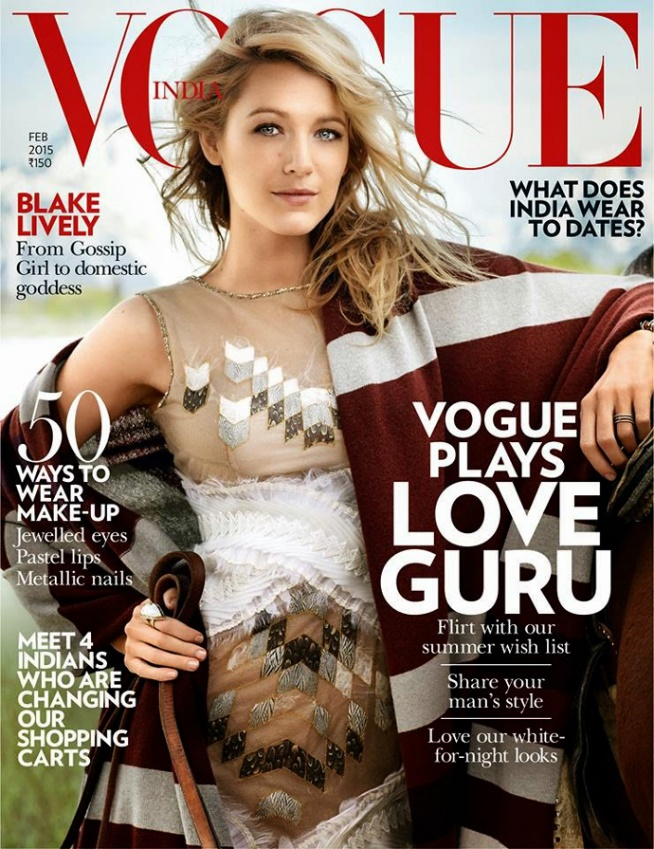 VOGUE
INDIA
FEB
2015
₹150
BLAKE
LIVELY
From Gossip
Girl to domestic
goddess
WHAT DOES
INDIA WEAR
TO DATES?
50
WAYS TO
WEAR
MAKE-UP
Jewelled eyes
Pastel lips
Metallic nails
MEET 4
INDIANS
WHO ARE
CHANGING
OUR
SHOPPING
CARTS
VOGUE
PLAYS
LOVE
GURU
Flirt with our
summer wish list
Share your
man's style
Love our white-
for-night looks